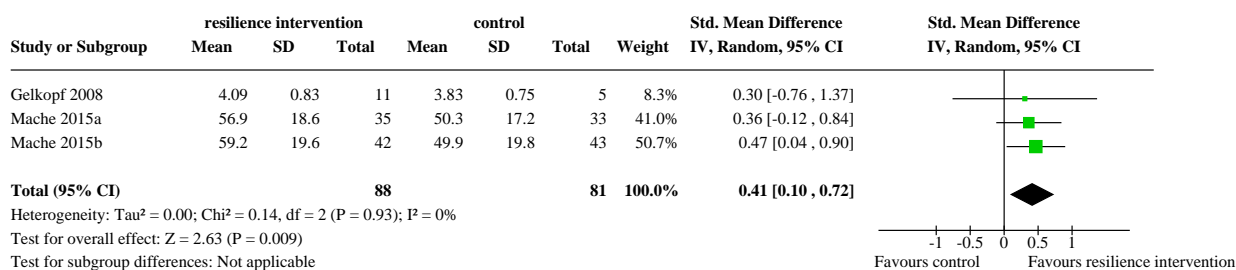 resilience intervention control Std. Mean Difference Std. Mean Difference
Study or Subgroup Mean SD Total Mean SD Total Weight IV, Random, 95% CI IV, Random, 95% CI
Gelkopf 2008 4.09 0.83 11 3.83 0.75 5 8.3% 0.30 [-0.76 , 1.37]
Mache 2015a 56.9 18.6 35 50.3 17.2 33 41.0% 0.36 [-0.12 , 0.84]
Mache 2015b 59.2 19.6 42 49.9 19.8 43 50.7% 0.47 [0.04 , 0.90]
Total (95% CI) 88 81 100.0% 0.41 [0.10 , 0.72]
Heterogeneity: Tau² = 0.00; Chi² = 0.14, df = 2 (P = 0.93); I² = 0%
Test for overall effect: Z = 2.63 (P = 0.009) -1 -0.5 0 0.5 1
Test for subgroup differences: Not applicable Favours control Favours resilience intervention